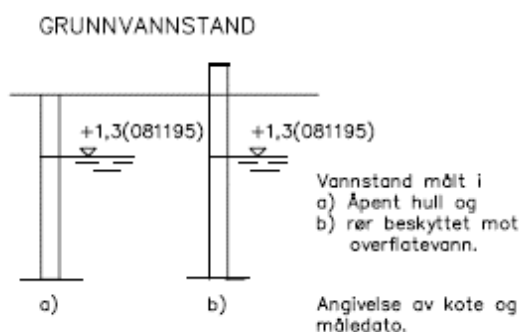 GRUNNVANNSTAND
+1,3(081195)
+1,3(081195)
Vannstand målt i
a) Åpent hull og
b) rør beskyttet mot
overflatevann.
a)
b)
Angivelse av kote og
måledato.